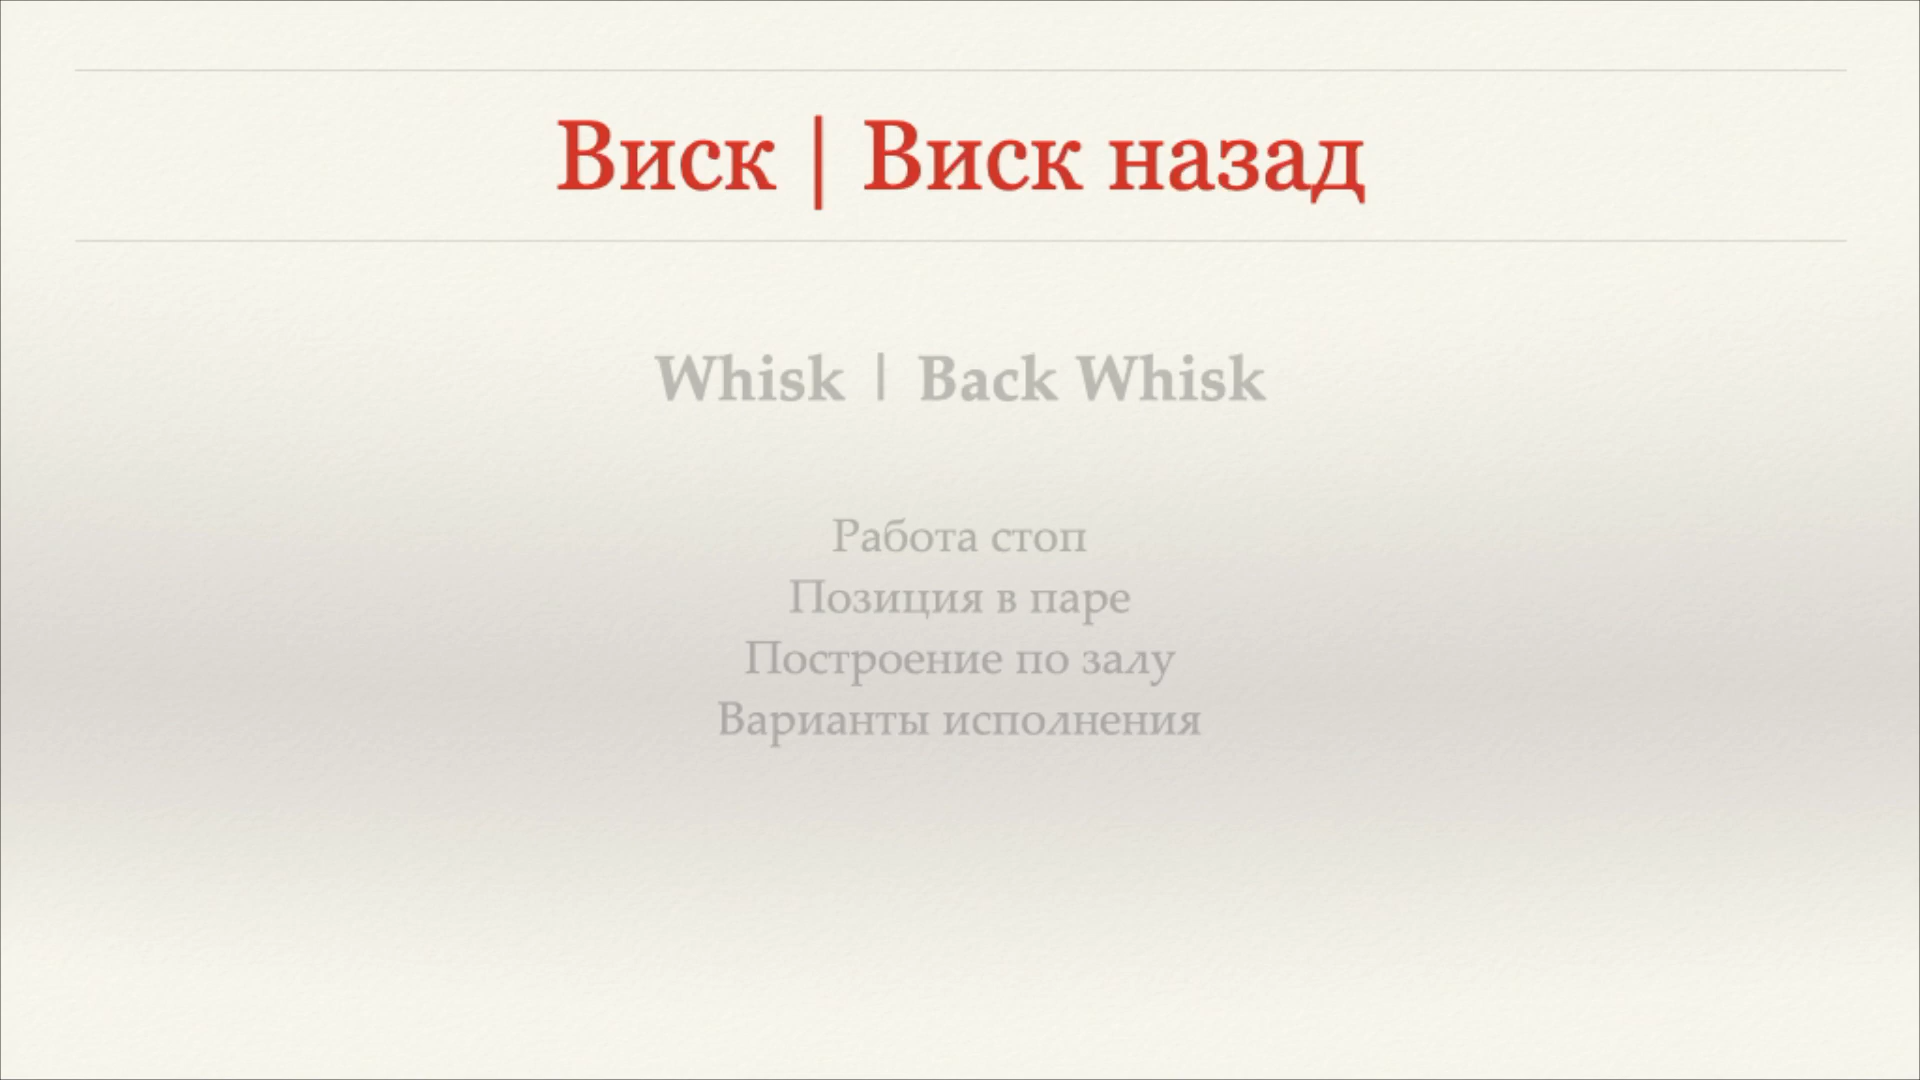 Виск | Виск назад
Whisk | Back Whisk
Работа стоп
Позиция в паре
Построение по залу
Варианты исполнения